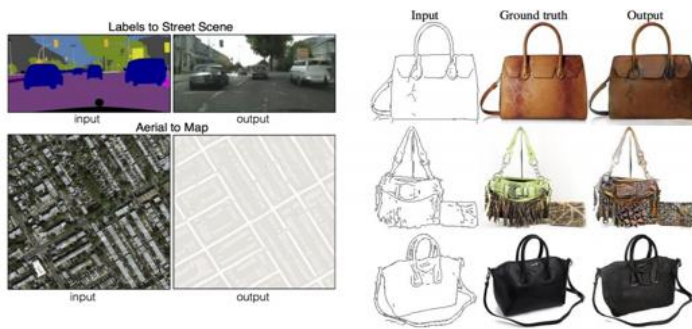 Labels to Street Scene
input
output
Aerial to Map
input
output
Input
Ground truth
Output